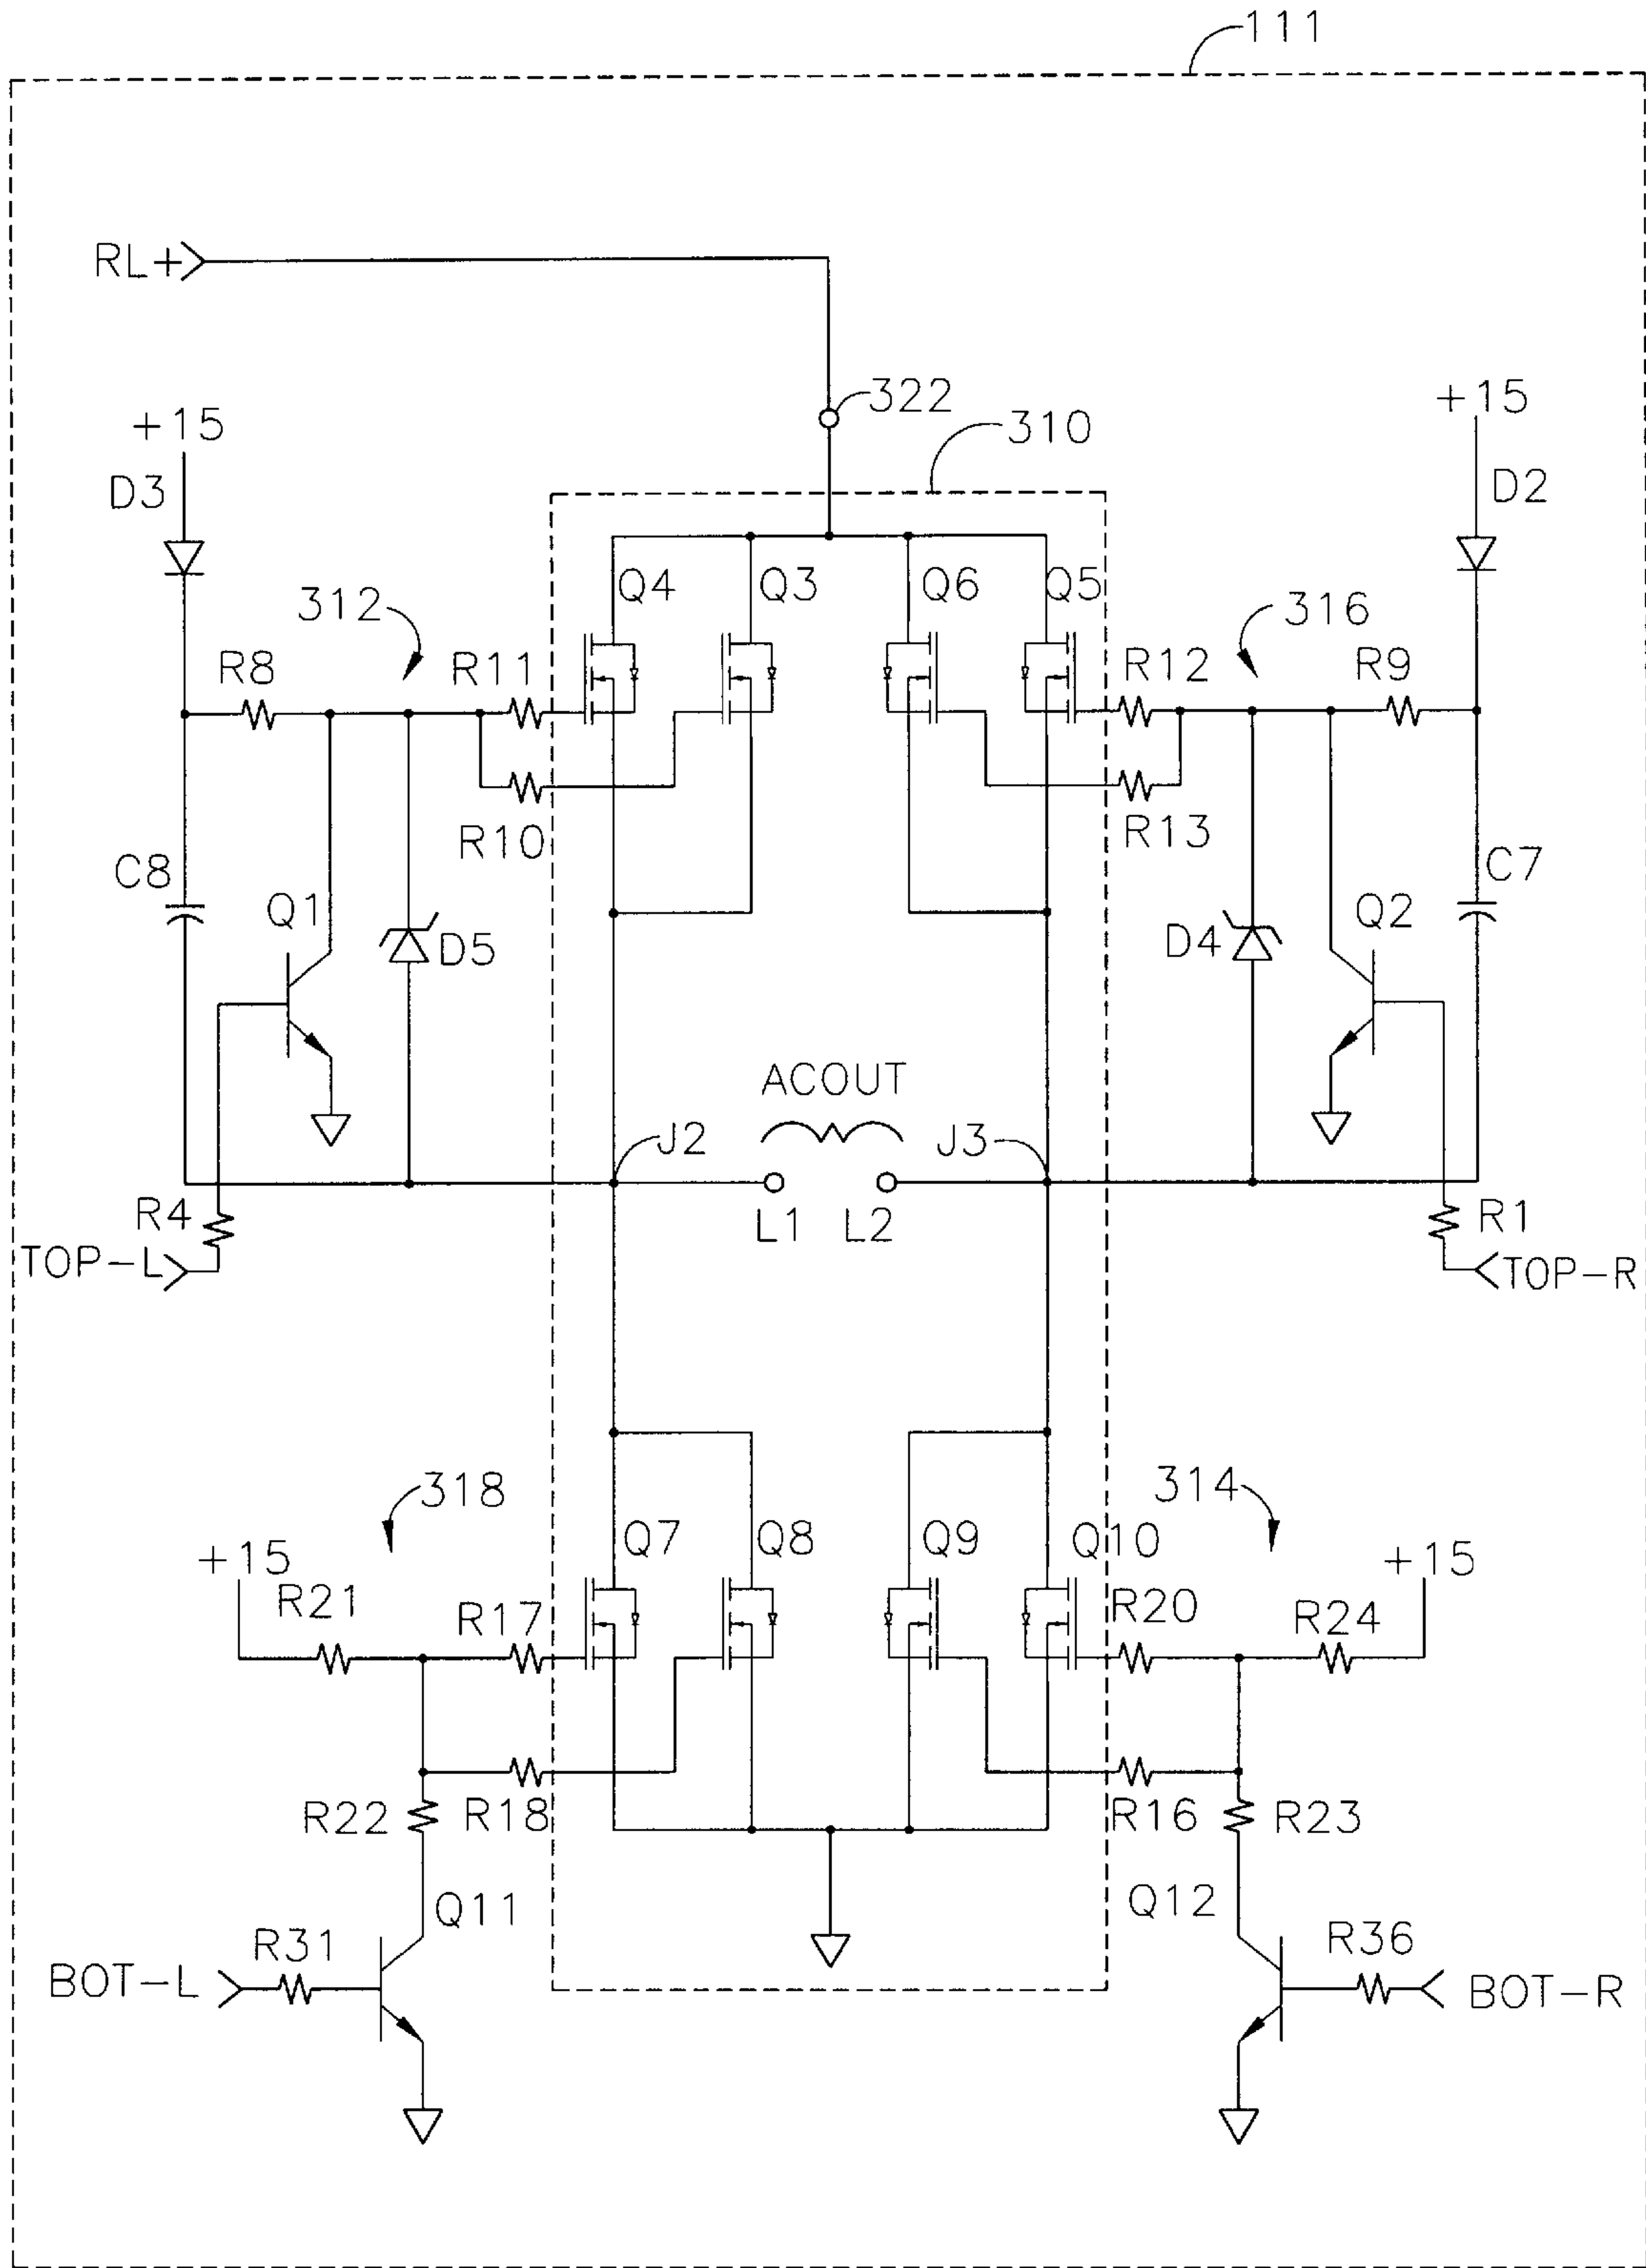 111
RL+
322
310
+15
+15
D3
D2
Q4
Q3
Q6
Q5
312
316
R8
R11
R12
R9
R10
R13
C8
Q1
D5
D4
Q2
C7
ACOUT
J2
J3
R4
L1
L2
R1
TOP-L
TOP-R
318
314
Q7
Q8
Q9
Q10
+15
+15
R21
R17
R20
R24
R22
R18
R16
R23
Q11
Q12
R31
R36
BOT-L
BOT-R